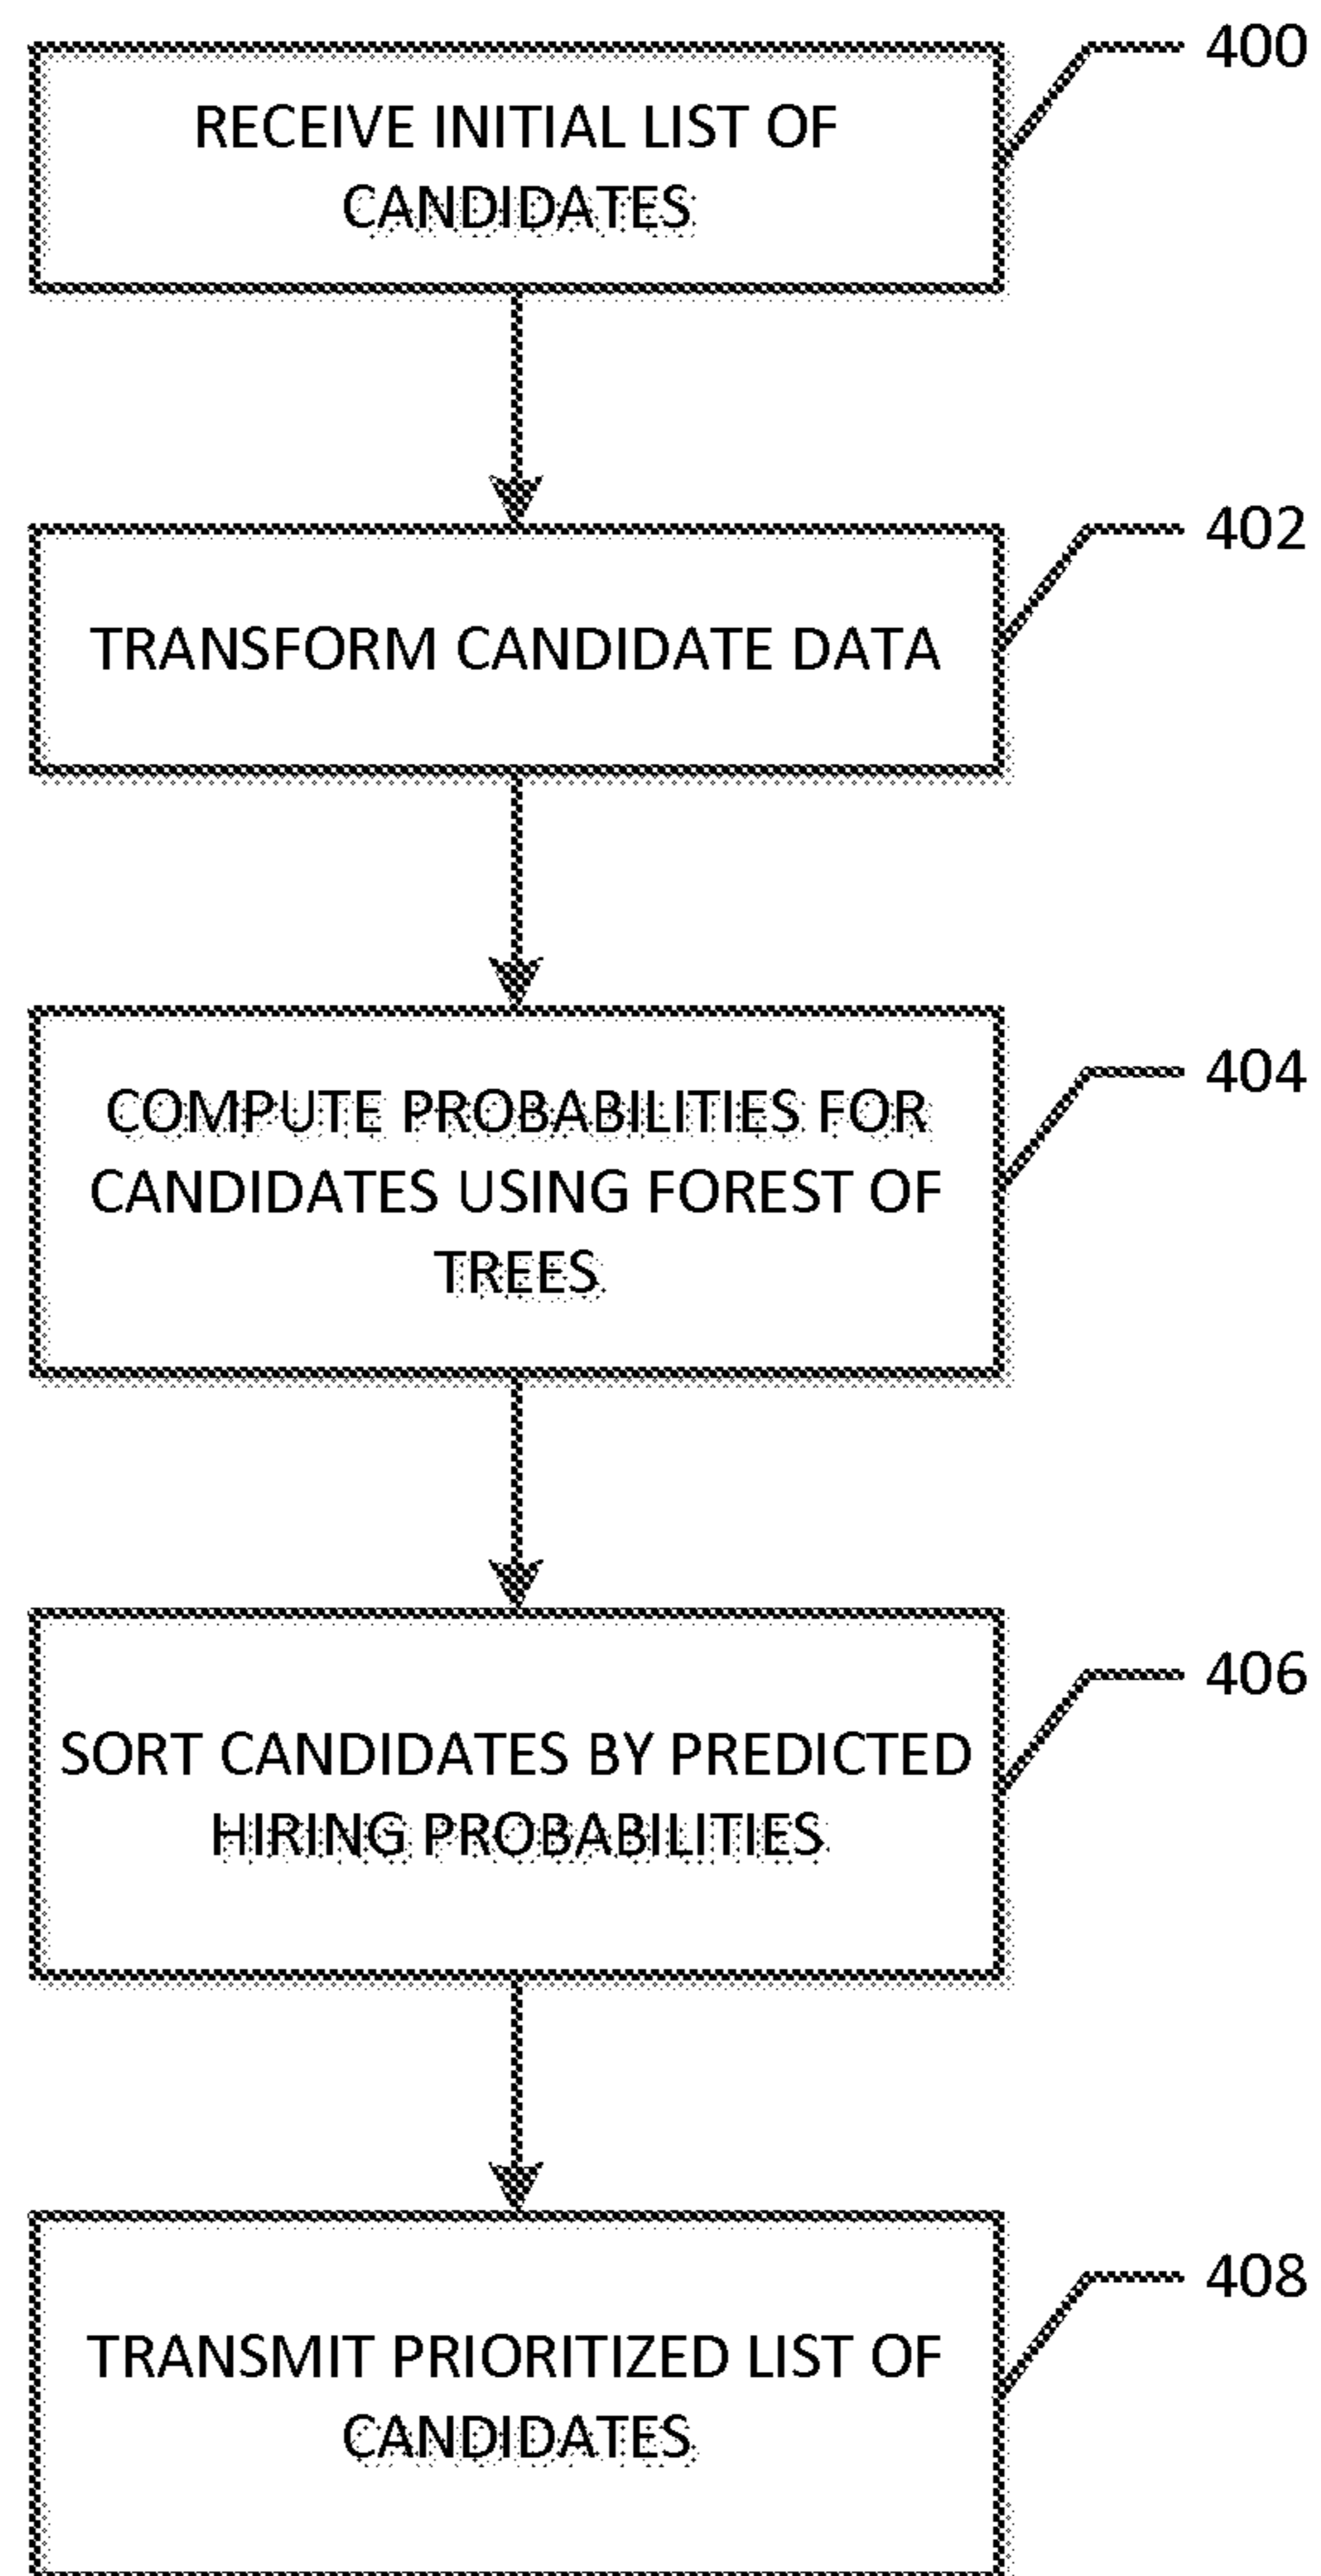 400
RECEIVE INITIAL LIST OF
CANDIDATES
402
TRANSFORM CANDIDATE DATA
404
COMPUTE PROBABILITIES FOR
CANDIDATES USING FOREST OF
TREES
406
SORT CANDIDATES BY PREDICTED
HIRING PROBABILITIES
408
TRANSMIT PRIORITIZED LIST OF
CANDIDATES